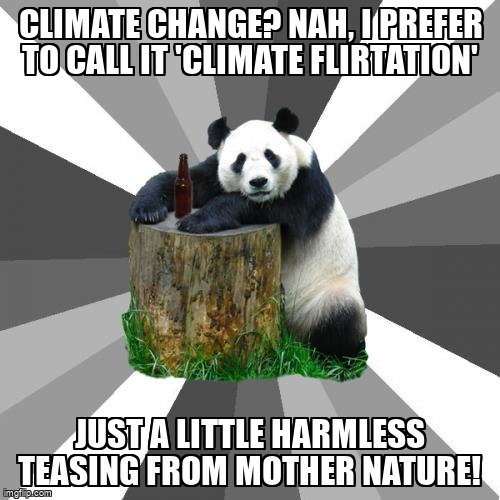 CLIMATE CHANGE? NAH, I PREFER
TO CALL IT 'CLIMATE FLIRTATION'
JUST A LITTLE HARMLESS
TEASING FROM MOTHER NATURE!
imgflip.com